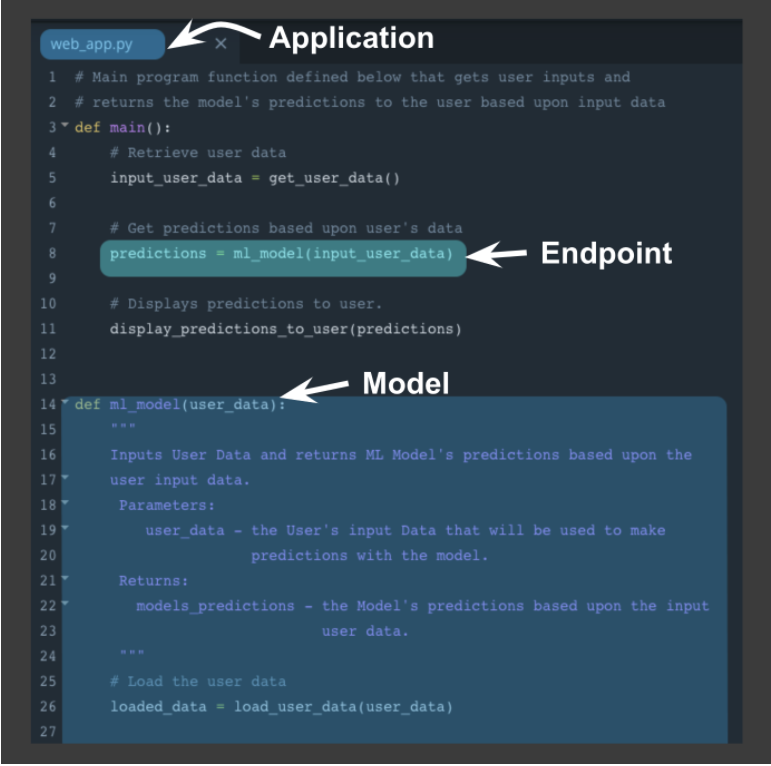 web_app.py × Application
1 # Main program function defined below that gets user inputs and
2 # returns the model's predictions to the user based upon input data
3 def main():
4 # Retrieve user data
5 input_user_data = get_user_data()
6
7 # Get predictions based upon user's data
8 predictions = ml_model(input_user_data) Endpoint
9
10 # Displays predictions to user.
11 display_predictions_to_user(predictions)
12
13 Model
14 def ml_model(user_data):
15 """
16 Inputs User Data and returns ML Model's predictions based upon the
17 user input data.
18 Parameters:
19 user_data - the User's input Data that will be used to make
20 predictions with the model.
21 Returns:
22 models_predictions - the Model's predictions based upon the input
23 user data.
24 """
25 # Load the user data
26 loaded_data = load_user_data(user_data)
27